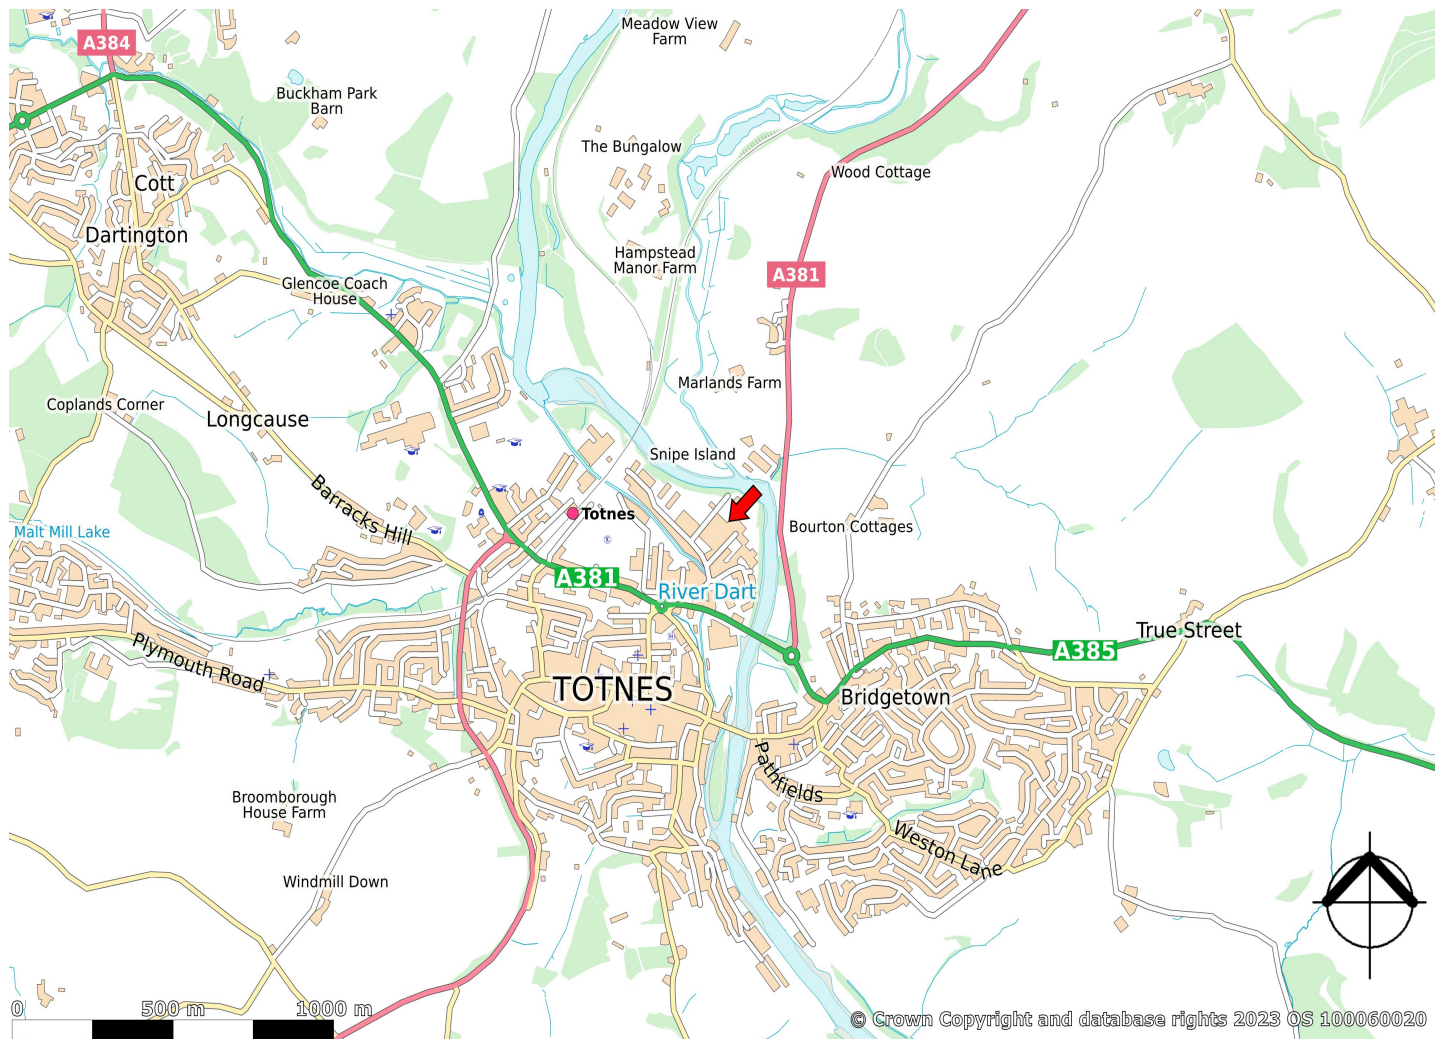 Meadow View
Farm
A384
Buckham Park
Barn
The Bungalow
Wood Cottage
Cott
Dartington
Hampstead
Manor Farm
A381
Glencoe Coach
House
Marlands Farm
Coplands Corner
Longcause
Snipe Island
Barracks Hill
Totnes
Bourton Cottages
Malt Mill Lake
A381
River Dart
True Street
A385
Plymouth Road
TOTNES
Bridgetown
Pathfields
Broomborough
House Farm
Weston Lane
Windmill Down
0 500 m 1000 m
© Crown Copyright and database rights 2023 OS 100060020